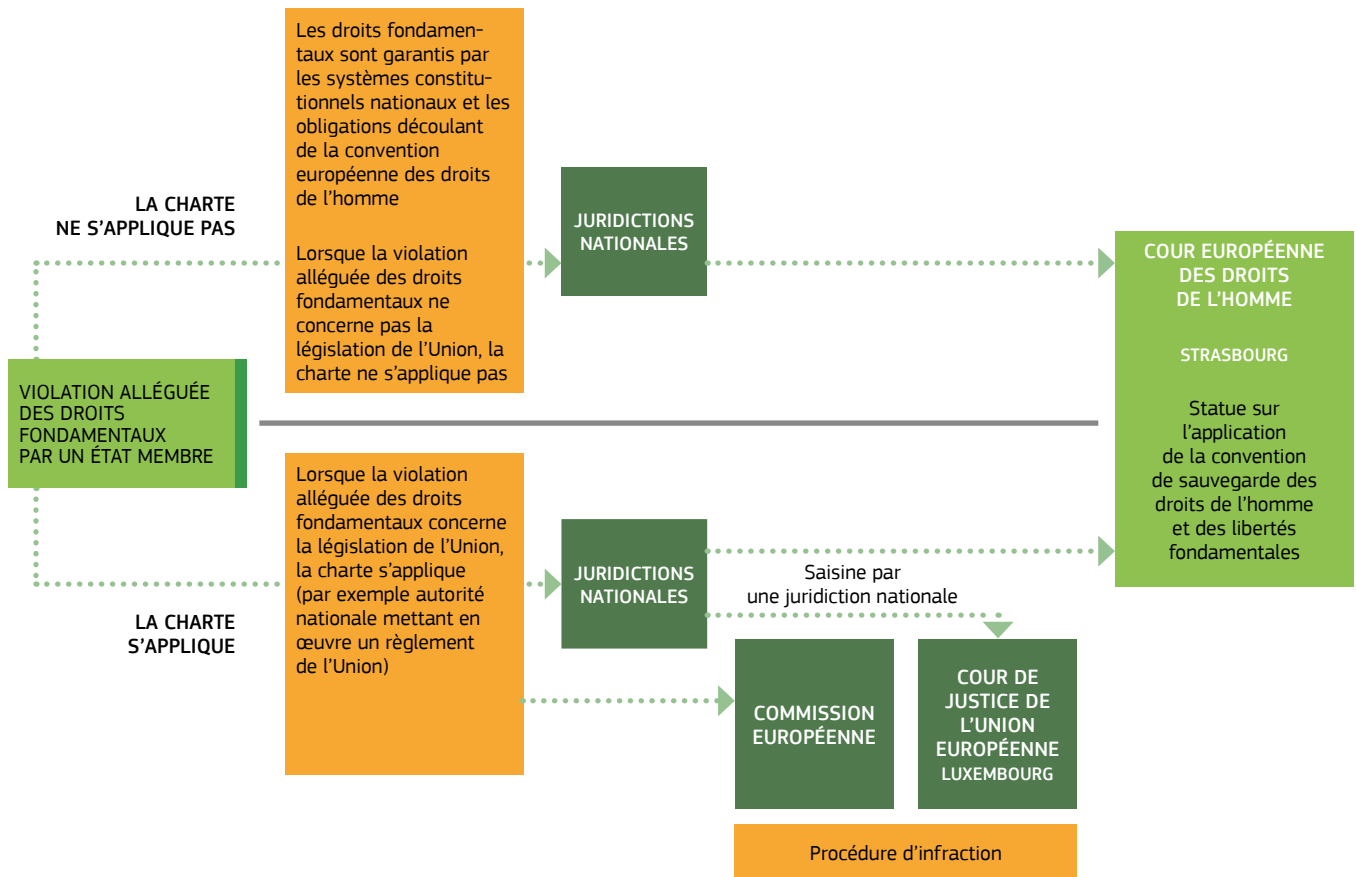 Les droits fondamen-
taux sont garantis par
les systèmes constitu-
tionnels nationaux et les
obligations découlant
de la convention
européenne des droits
de l'homme
Lorsque la violation
alléguée des droits
fondamentaux ne
concerne pas la
législation de l'Union, la
charte ne s'applique pas
LA CHARTE
NE S'APPLIQUE PAS
JURIDICTIONS
NATIONALES
COUR EUROPÉENNE
DES DROITS
DE L'HOMME
STRASBOURG
Statue sur
l'application
de la convention
de sauvegarde des
droits de l'homme
et des libertés
fondamentales
VIOLATION ALLÉGUÉE
DES DROITS
FONDAMENTAUX
PAR UN ÉTAT MEMBRE
Lorsque la violation
alléguée des droits
fondamentaux concerne
la législation de l'Union,
la charte s'applique
(par exemple autorité
nationale mettant en
œuvre un règlement
de l'Union)
LA CHARTE
S'APPLIQUE
JURIDICTIONS
NATIONALES
Saisine par
une juridiction nationale
COMMISSION
EUROPÉENNE
COUR DE
JUSTICE DE
L'UNION
EUROPÉENNE
LUXEMBOURG
Procédure d'infraction